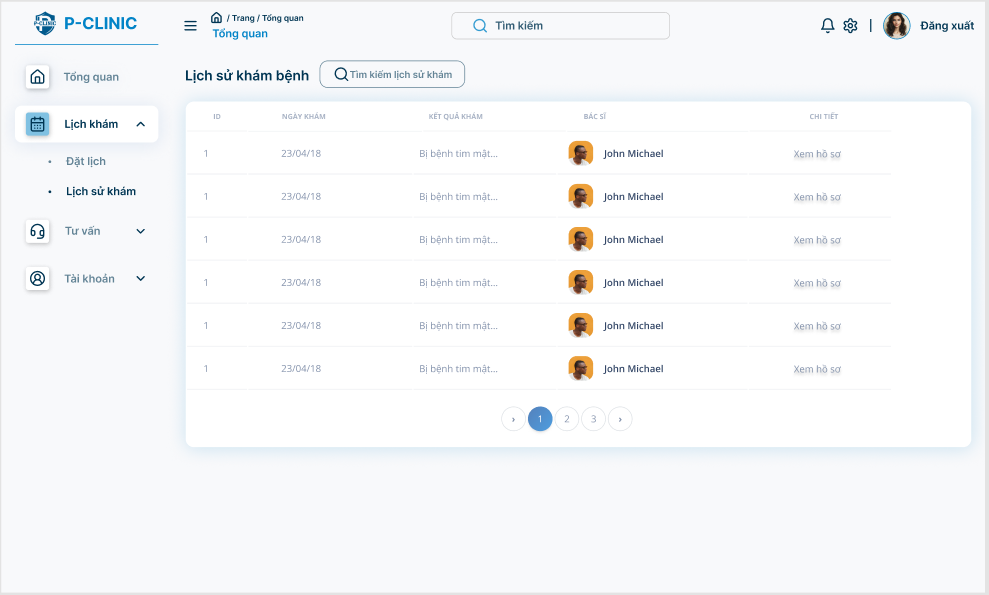 P-CLINIC
P-CLINIC
/ Trang / Tổng quan
Tổng quan
Tìm kiếm
Đăng xuất
Tổng quan
Lịch khám
Đặt lịch
Lịch sử khám
Tư vấn
Tài khoản
Lịch sử khám bệnh
Tìm kiếm lịch sử khám
ID NGÀY KHÁM KẾT QUẢ KHÁM BÁC SĨ CHI TIẾT
1 23/04/18 Bị bệnh tim mật... John Michael Xem hồ sơ
1 23/04/18 Bị bệnh tim mật... John Michael Xem hồ sơ
1 23/04/18 Bị bệnh tim mật... John Michael Xem hồ sơ
1 23/04/18 Bị bệnh tim mật... John Michael Xem hồ sơ
1 23/04/18 Bị bệnh tim mật... John Michael Xem hồ sơ
1 23/04/18 Bị bệnh tim mật... John Michael Xem hồ sơ
› 1 2 3 ›